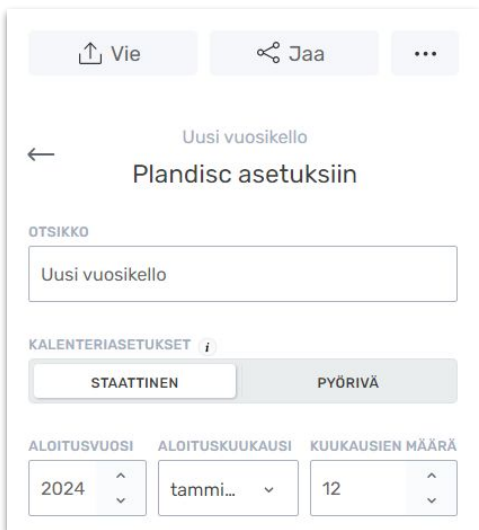 Vie Jaa ...
Uusi vuosikello
Plandisc asetuksiin
OTSIKKO
Uusi vuosikello
KALENTERIASETUKSET i
STAATTINEN PYÖRIVÄ
ALOITUSVUOSI ALOITUSKUUKAUSI KUUKAUSIEN MÄÄRÄ
2024 tammi... 12